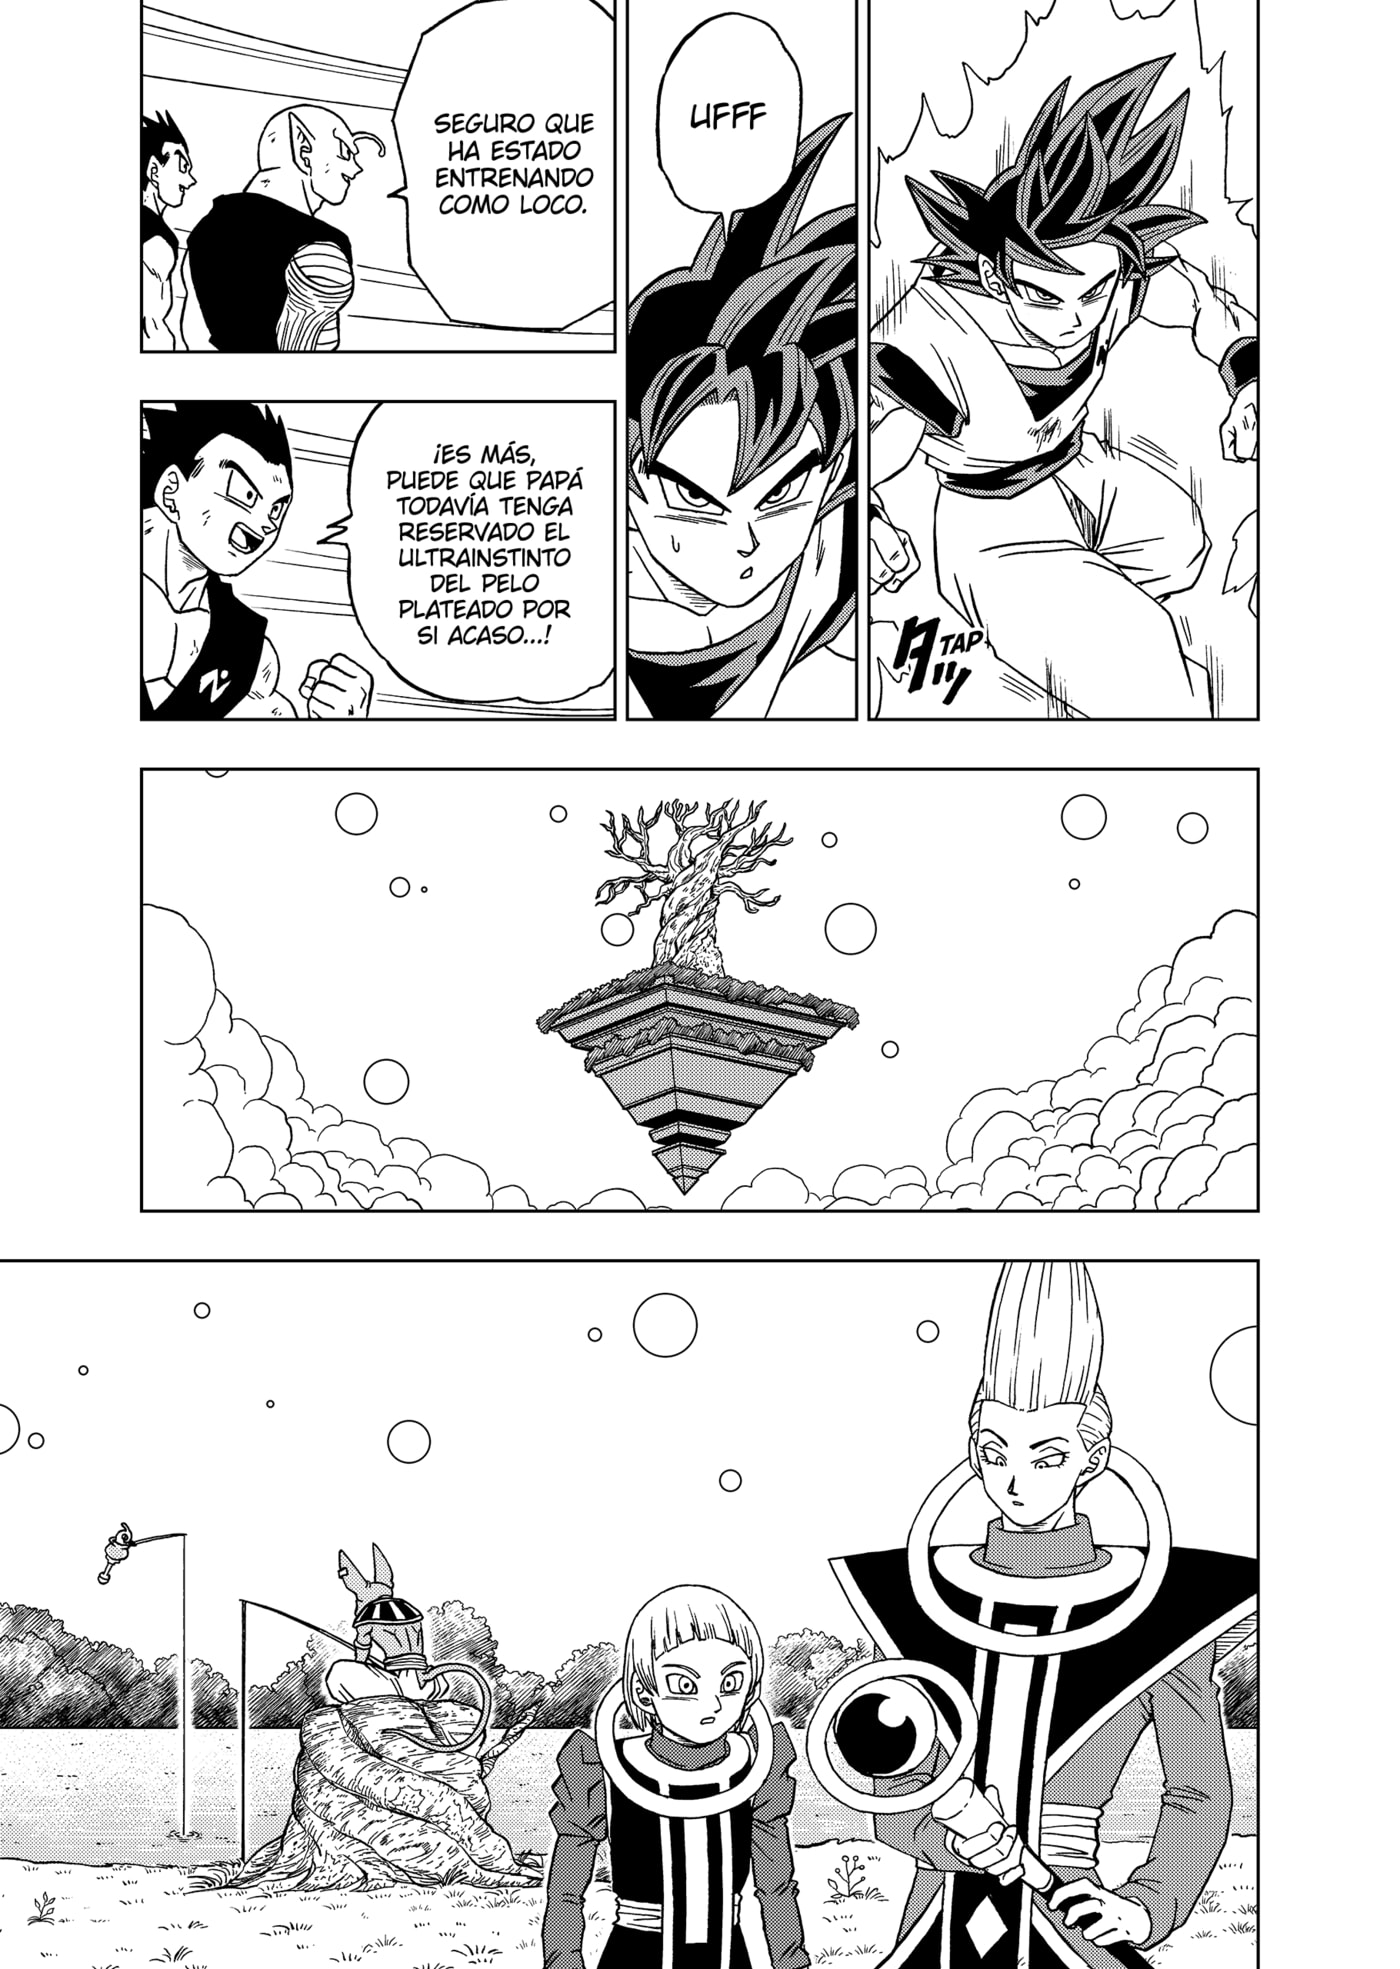 タッ
TAP
UFFF
SEGURO QUE
HA ESTADO
ENTRENANDO
COMO LOCO.
¡ES MÁS,
PUEDE QUE PAPÁ
TODAVÍA TENGA
RESERVADO EL
ULTRAINSTINTO
DEL PELO
PLATEADO POR
SI ACASO...!